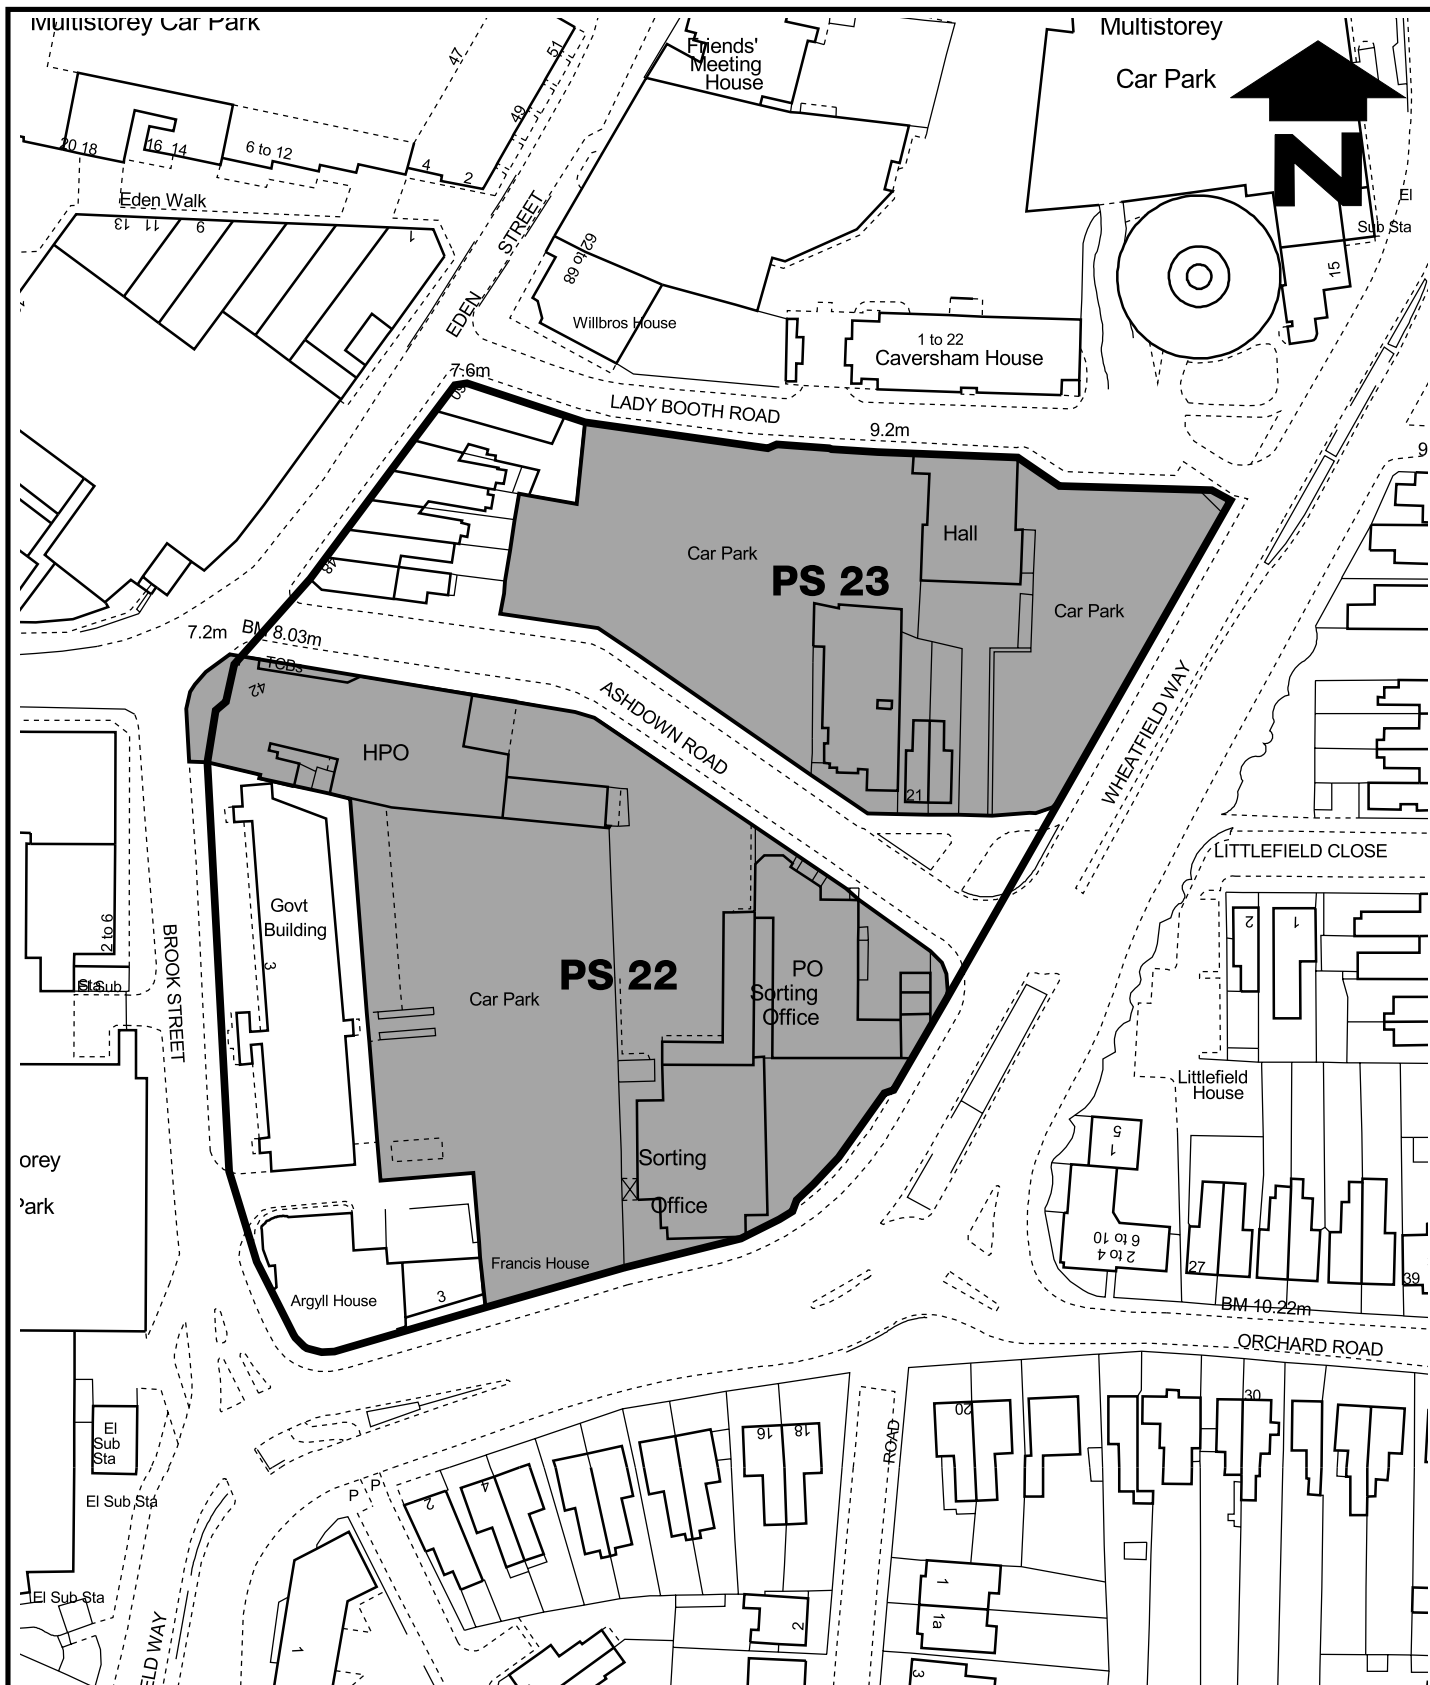 Multistorey Car Park
47
51
Friends'
Meeting
House
Multistorey
Car Park
N
49
20 18
16 14
6 to 12
4
2
Eden Walk
13
11
9
1
EDEN STREET
62 to 68
Willbros House
1 to 22
Caversham House
El
Sub Sta
15
7.6m
60
LADY BOOTH ROAD
9.2m
9
Hall
Car Park
PS 23
Car Park
48
7.2m
BM 8.03m
TCBs
42
HPO
ASHDOWN ROAD
WHEATFIELD WAY
21
LITTLEFIELD CLOSE
2 to 6
El Sub
Sta
BROOK STREET
Govt
Building
3
Car Park
PS 22
PO
Sorting
Office
2
1
Littlefield
House
1
5
orey
Park
Sorting
Office
Francis House
Argyll House
3
2 to 4
6 to 10
27
39
BM 10.22m
ORCHARD ROAD
El
Sub
Sta
El Sub Sta
El Sub Sta
P
P
2
4
16
18
ROAD
20
30
1
1a
2
3
1
ELD WAY